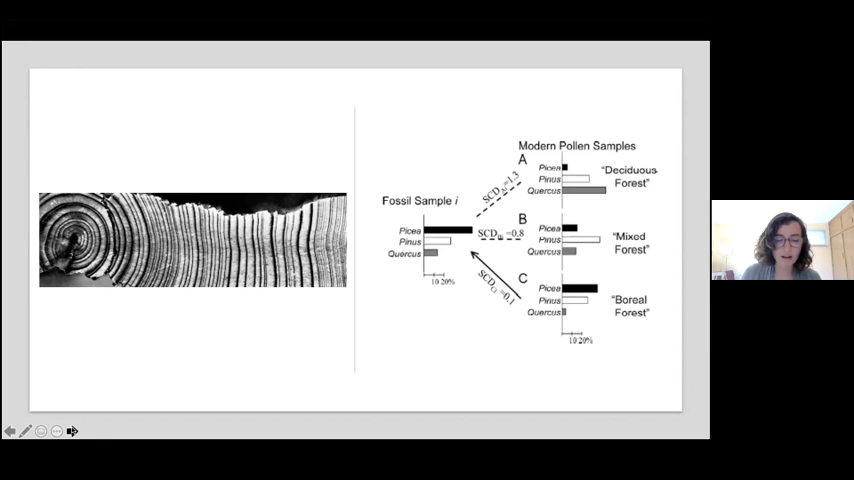 Modern Pollen Samples
Fossil Sample i
Picea
Pinus
Quercus
10 20%
SCD =1.3
SCD =0.8
SCD =0.1
A
Picea
Pinus
Quercus
"Deciduous
Forest"
B
Picea
Pinus
Quercus
"Mixed
Forest"
C
Picea
Pinus
Quercus
"Boreal
Forest"
10 20%